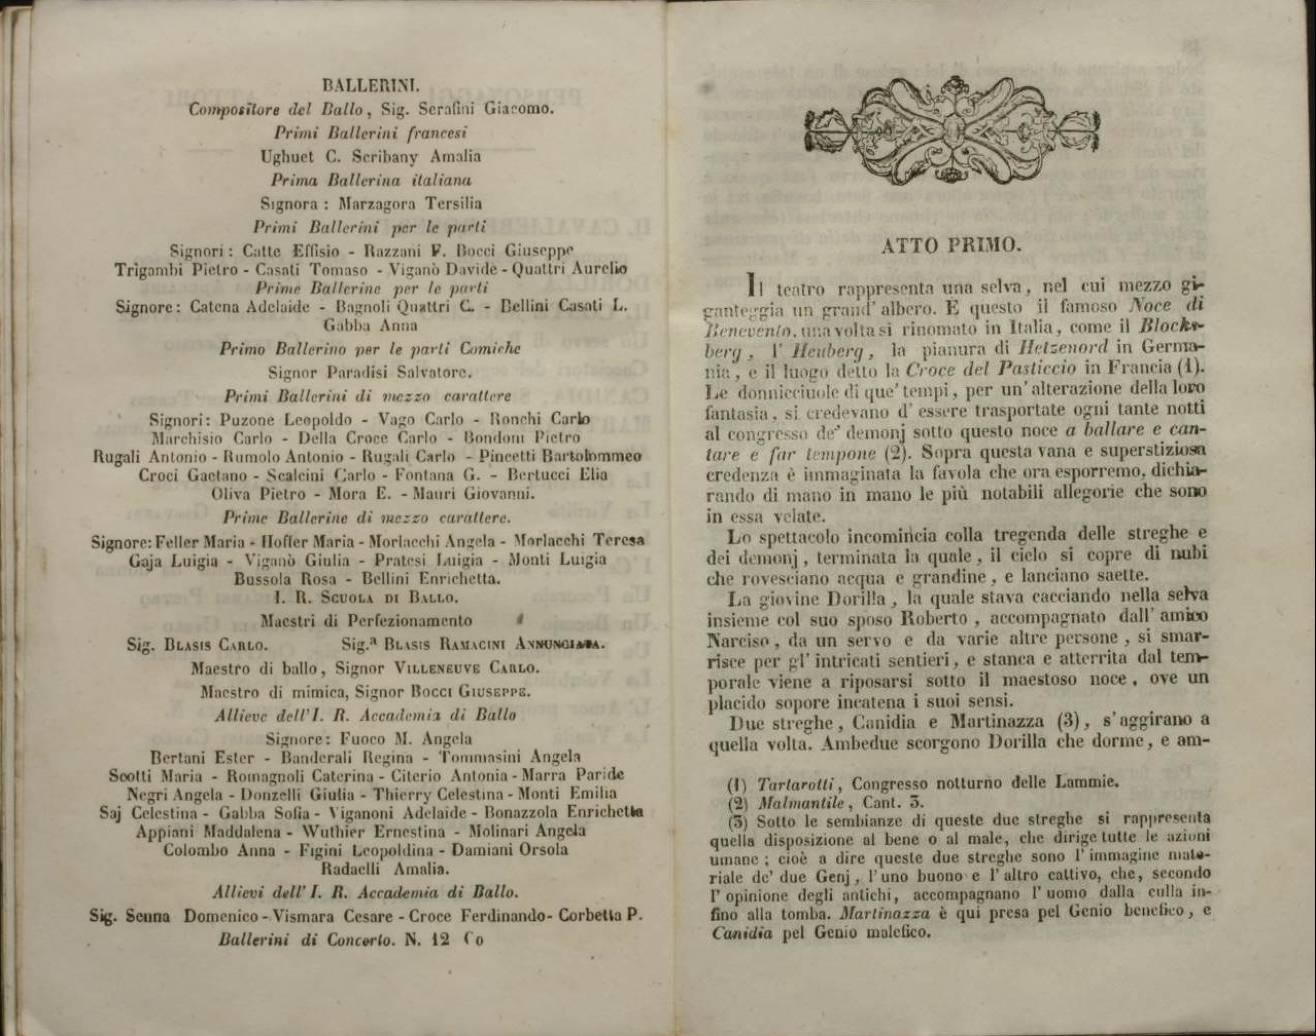 BALLERINI.
Compositore del Ballo, Sig. Serafini Giacomo.
Primi Ballerini francesi
Ughuet C. Scribany Amalia
Prima Ballerina italiana
Signora : Marzagora Tersilia
Primi Ballerini per le parti
Signori : Catte Effisio - Razzani F. Bocci Giuseppe
Trigambi Pietro - Casati Tomaso - Viganò Davide - Quattri Aurelio
Prime Ballerine per le parti
Signore : Catena Adelaide - Bagnoli Quattri C. - Bellini Casati L.
Gabba Anna
Primo Ballerino per le parti Comiche
Signor Paradisi Salvatore.
Primi Ballerini di mezzo carattere
Signori : Puzone Leopoldo - Vago Carlo - Ronchi Carlo
Marchisio Carlo - Della Croce Carlo - Bondoni Pietro
Rugali Antonio - Rumolo Antonio - Rugali Carlo - Pincetti Bartolommeo
Croci Gaetano - Scalcini Carlo - Fontana G. - Bertucci Elia
Oliva Pietro - Mora E. - Mauri Giovanni.
Prime Ballerine di mezzo carattere.
Signore: Feller Maria - Hoffer Maria - Morlacchi Angela - Morlacchi Teresa
Gaja Luigia - Viganò Giulia - Pratesi Luigia - Monti Luigia
Bussola Rosa - Bellini Enrichetta.
I. R. SCUOLA DI BALLO.
Maestri di Perfezionamento
Sig. BLASIS CARLO. Sig.ª BLASIS RAMACINI ANNUNCIATA.
Maestro di ballo, Signor VILLENEUVE CARLO.
Maestro di mimica, Signor BOCCI GIUSEPPE.
Allieve dell' I. R. Accademia di Ballo
Signore: Fuoco M. Angela
Bertani Ester - Banderali Regina - Tommasini Angela
Scotti Maria - Romagnoli Caterina - Citerio Antonia - Marra Paride
Negri Angela - Donzelli Giulia - Thierry Celestina - Monti Emilia
Saj Celestina - Gabba Sofia - Viganoni Adelaide - Bonazzola Enrichetta
Appiani Maddalena - Wuthier Ernestina - Molinari Angela
Colombo Anna - Figini Leopoldina - Damiani Orsola
Radaelli Amalia.
Allievi dell' I. R. Accademia di Ballo.
Sig. Senna Domenico - Vismara Cesare - Croce Ferdinando - Corbetta P.
Ballerini di Concerto. N. 12 Co
ATTO PRIMO.
Il teatro rappresenta una selva, nel cui mezzo gi-
ganteggia un grand' albero. E questo il famoso Noce di
Benevento, una volta si rinomato in Italia, come il Blocks-
berg, l' Heuberg, la pianura di Hetzenord in Germa-
nia, e il luogo detto la Croce del Pasticcio in Francia (1).
Le donnicciuole di que' tempi, per un' alterazione della loro
fantasia, si credevano d' essere trasportate ogni tante notti
al congresso de' demonj sotto questo noce a ballare e can-
tare e far tempone (2). Sopra questa vana e superstiziosa
credenza è immaginata la favola che ora esporremo, dichia-
rando di mano in mano le più notabili allegorie che sono
in essa velate.
Lo spettacolo incomincia colla tregenda delle streghe e
dei demonj, terminata la quale, il cielo si copre di nubi
che rovesciano acqua e grandine, e lanciano saette.
La giovine Dorilla, la quale stava cacciando nella selva
insieme col suo sposo Roberto, accompagnato dall' amico
Narciso, da un servo e da varie altre persone, si smar-
risce per gl' intricati sentieri, e stanca e atterrita dal tem-
porale viene a riposarsi sotto il maestoso noce, ove un
placido sopore incatena i suoi sensi.
Due streghe, Canidia e Martinazza (3), s'aggirano a
quella volta. Ambedue scorgono Dorilla che dorme, e am-
(1) Tartarotti, Congresso notturno delle Lammie.
(2) Malmantile, Cant. 3.
(3) Sotto le sembianze di queste due streghe si rappresenta
quella disposizione al bene o al male, che dirige tutte le azioni
umane ; cioè a dire queste due streghe sono l' immagine mate-
riale de' due Genj, l' uno buono e l' altro cattivo, che, secondo
l' opinione degli antichi, accompagnano l' uomo dalla culla in-
fino alla tomba. Martinazza è qui presa pel Genio benefico, e
Canidia pel Genio malefico.